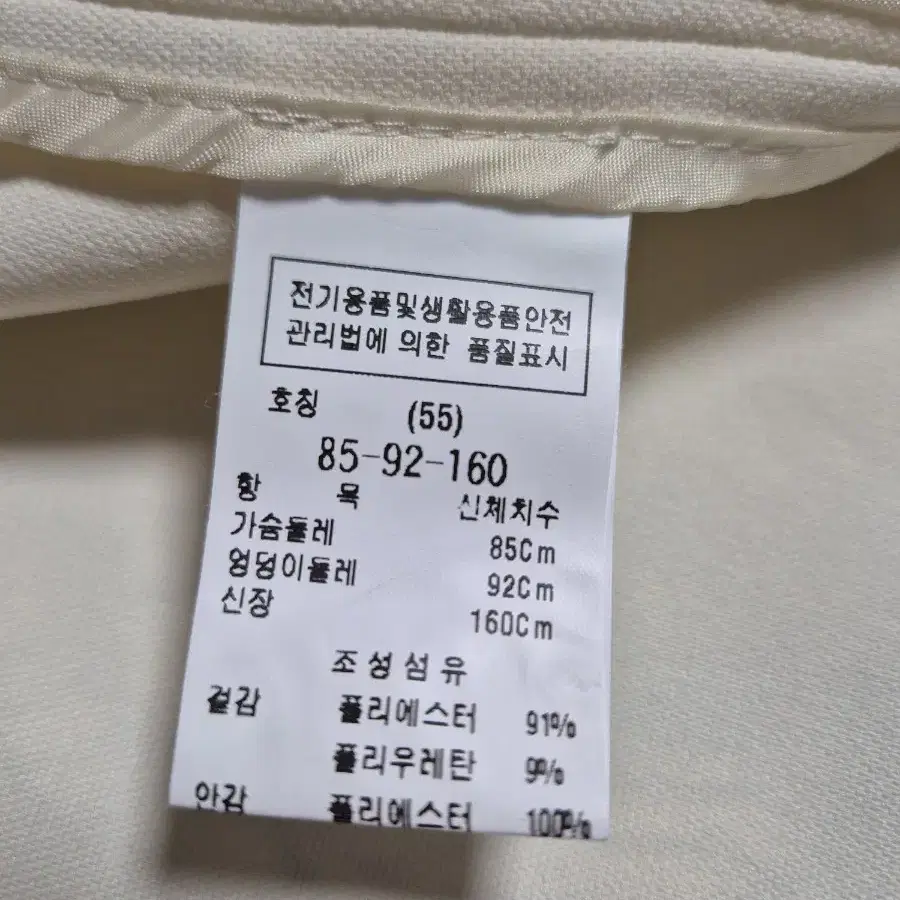 전기용품및생활용품안전
관리법에 의한 품질표시
호칭 (55)
85-92-160
항 목 신체치수
가슴둘레 85Cm
엉덩이둘레 92Cm
신장 160Cm
조성섬유
겉감 폴리에스터 91%
폴리우레탄 9%
안감 폴리에스터 100%